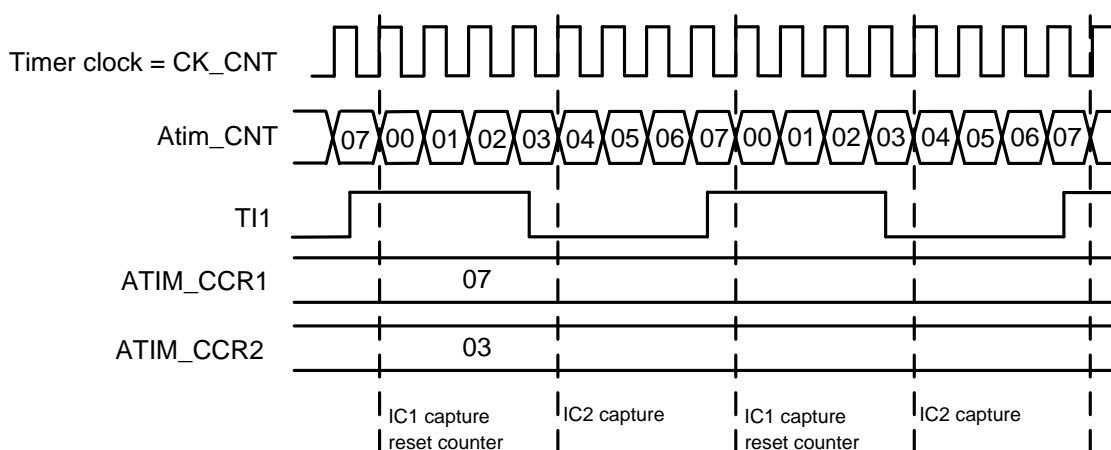 Timer clock = CK_CNT
Atim_CNT
07 00 01 02 03 04 05 06 07 00 01 02 03 04 05 06 07
TI1
ATIM_CCR1
07
ATIM_CCR2
03
IC1 capture
reset counter
IC2 capture
IC1 capture
reset counter
IC2 capture